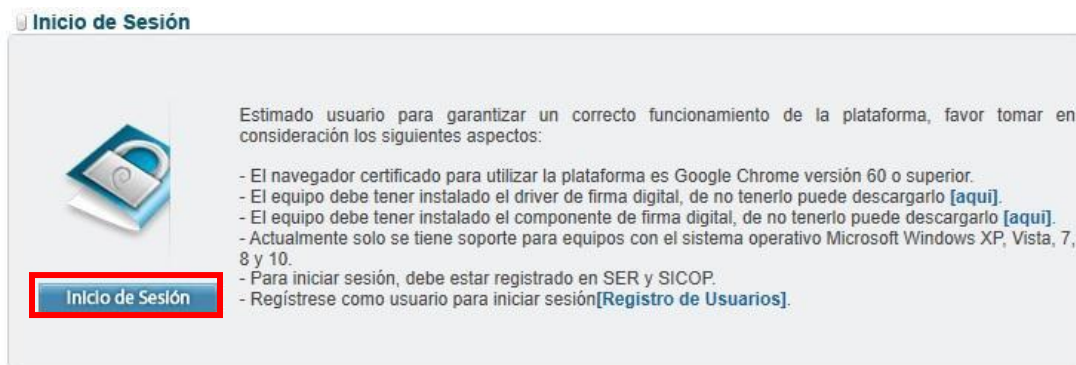 Inicio de Sesión
Estimado usuario para garantizar un correcto funcionamiento de la plataforma, favor tomar en
consideración los siguientes aspectos:
- El navegador certificado para utilizar la plataforma es Google Chrome versión 60 o superior.
- El equipo debe tener instalado el driver de firma digital, de no tenerlo puede descargarlo [aquí].
- El equipo debe tener instalado el componente de firma digital, de no tenerlo puede descargarlo [aquí].
- Actualmente solo se tiene soporte para equipos con el sistema operativo Microsoft Windows XP, Vista, 7,
8 y 10.
- Para iniciar sesión, debe estar registrado en SER y SICOP.
- Regístrese como usuario para iniciar sesión[Registro de Usuarios].
Inicio de Sesión